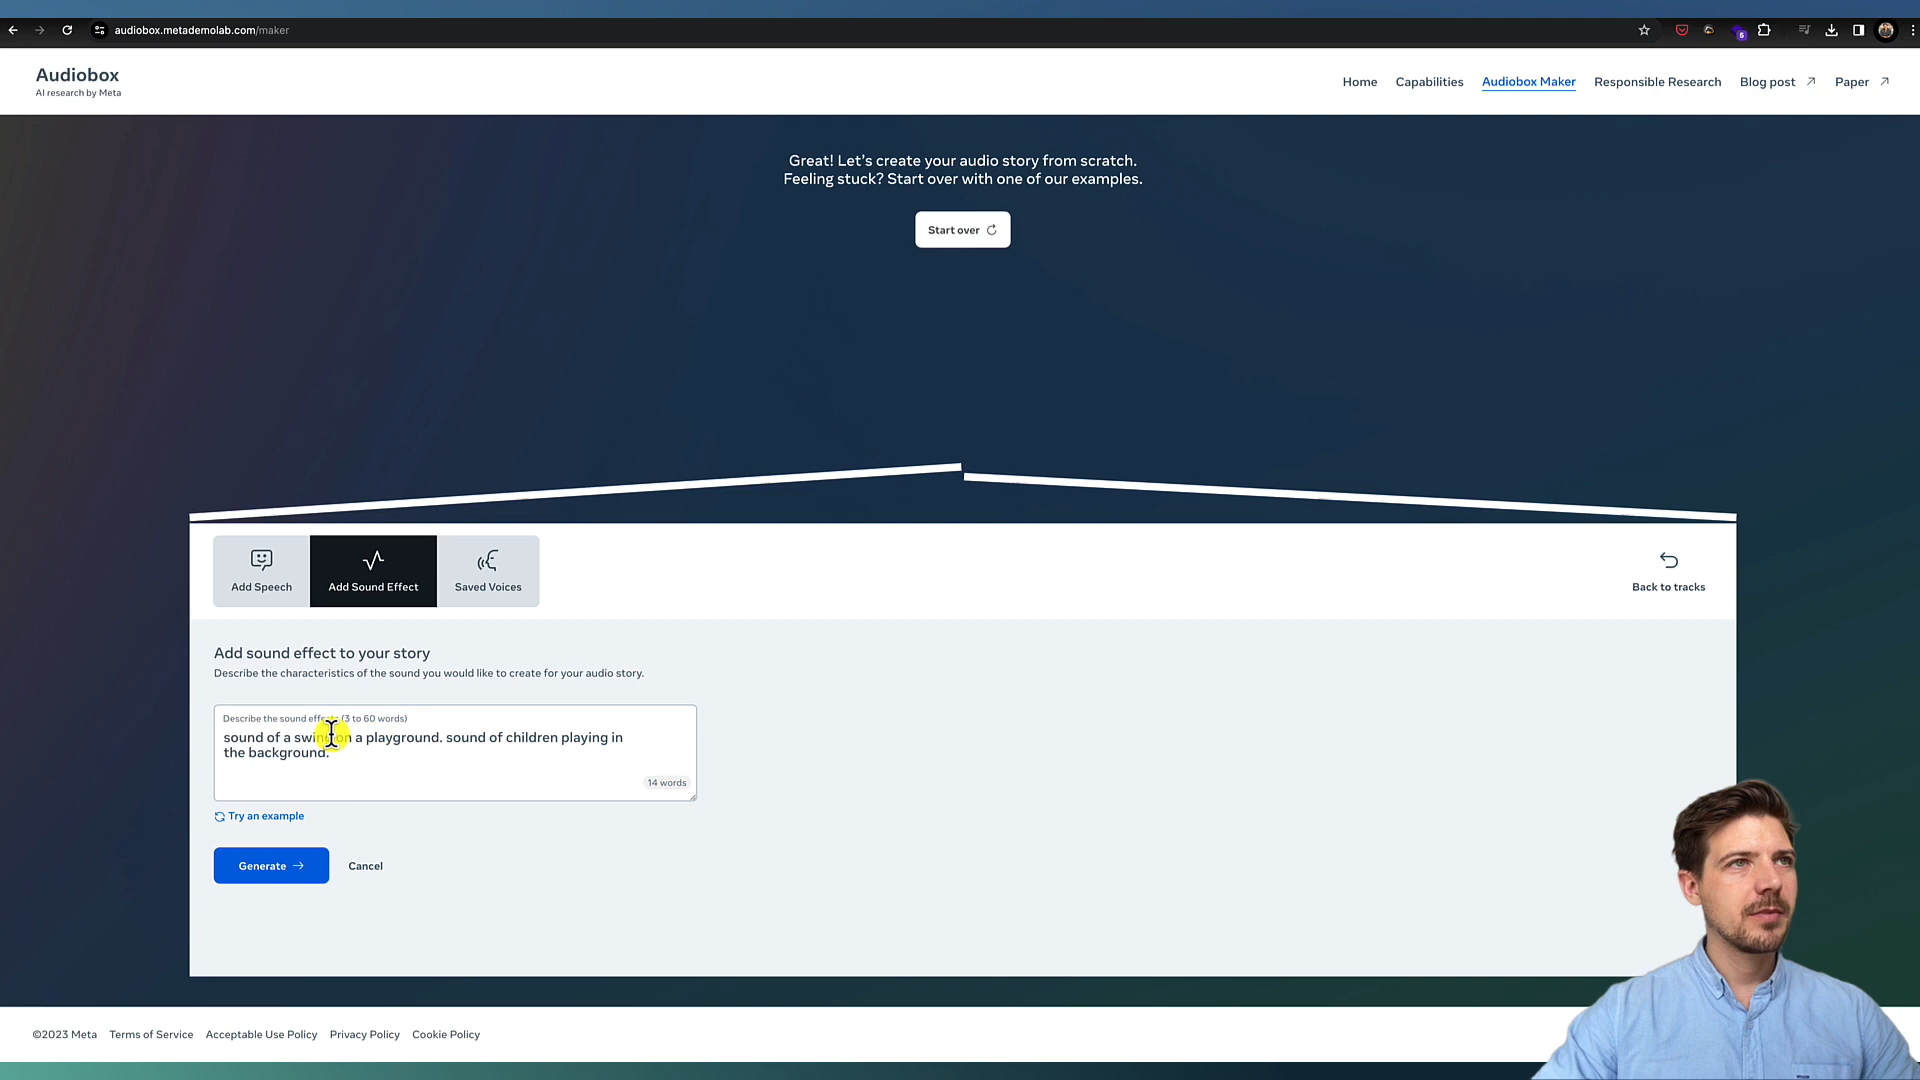 audiobox.metademolab.com/maker
5
Audiobox
AI research by Meta
Home
Capabilities
Audiobox Maker
Responsible Research
Blog post
Paper
Great! Let's create your audio story from scratch.
Feeling stuck? Start over with one of our examples.
Start over
Add Speech
Add Sound Effect
Saved Voices
Back to tracks
Add sound effect to your story
Describe the characteristics of the sound you would like to create for your audio story.
Describe the sound effects (3 to 60 words)
sound of a swing on a playground. sound of children playing in
the background.
14 words
Try an example
Generate
Cancel
©2023 Meta
Terms of Service
Acceptable Use Policy
Privacy Policy
Cookie Policy